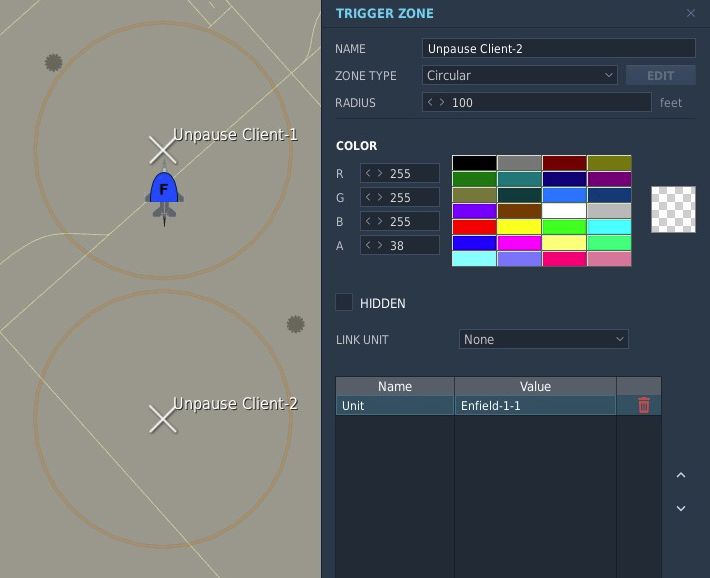 Unpause Client-1
F
Unpause Client-2
TRIGGER ZONE
NAME Unpause Client-2
ZONE TYPE Circular EDIT
RADIUS < > 100 feet
COLOR
R < > 255
G < > 255
B < > 255
A < > 38
HIDDEN
LINK UNIT None
Name Value
Unit Enfield-1-1